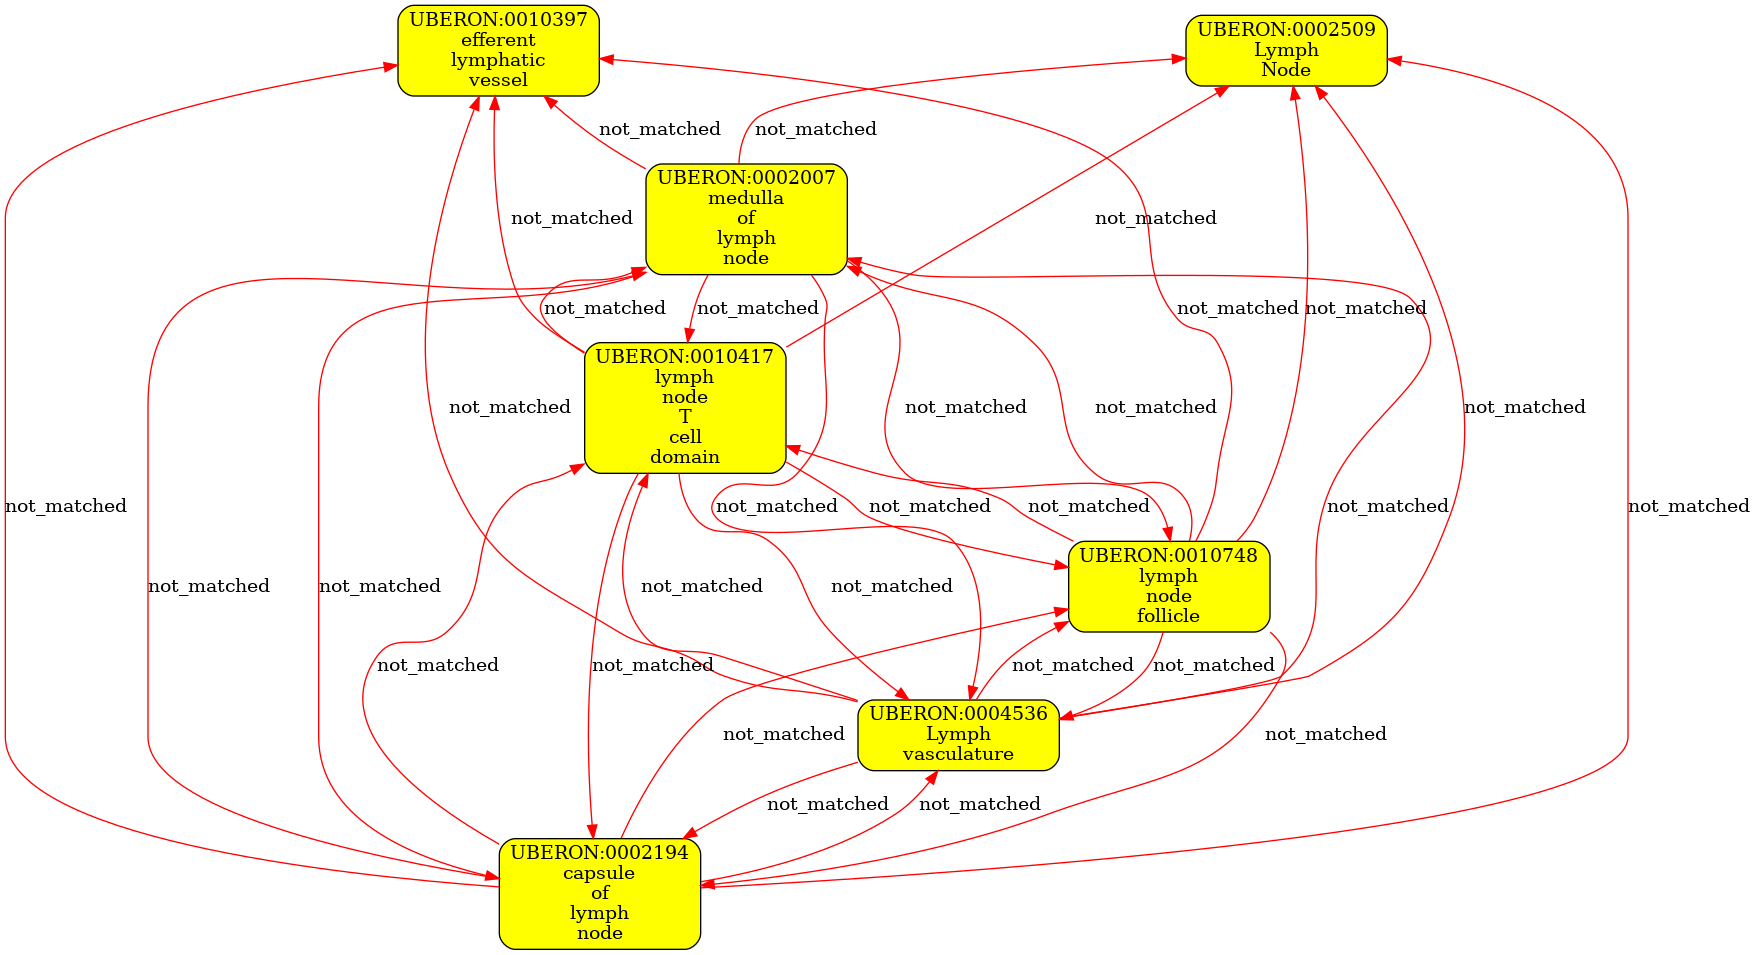 UBERON:0010397
efferent
lymphatic
vessel
UBERON:0002509
Lymph
Node
not_matched
not_matched
UBERON:0002007
medulla
of
lymph
node
not_matched
not_matched
not_matched
not_matched
not_matched
not_matched
UBERON:0010417
lymph
node
T
cell
domain
not_matched
not_matched
not_matched
not_matched
not_matched
not_matched
not_matched
not_matched
not_matched
not_matched
UBERON:0010748
lymph
node
follicle
not_matched
not_matched
not_matched
not_matched
not_matched
not_matched
not_matched
not_matched
UBERON:0004536
Lymph
vasculature
not_matched
not_matched
not_matched
not_matched
UBERON:0002194
capsule
of
lymph
node